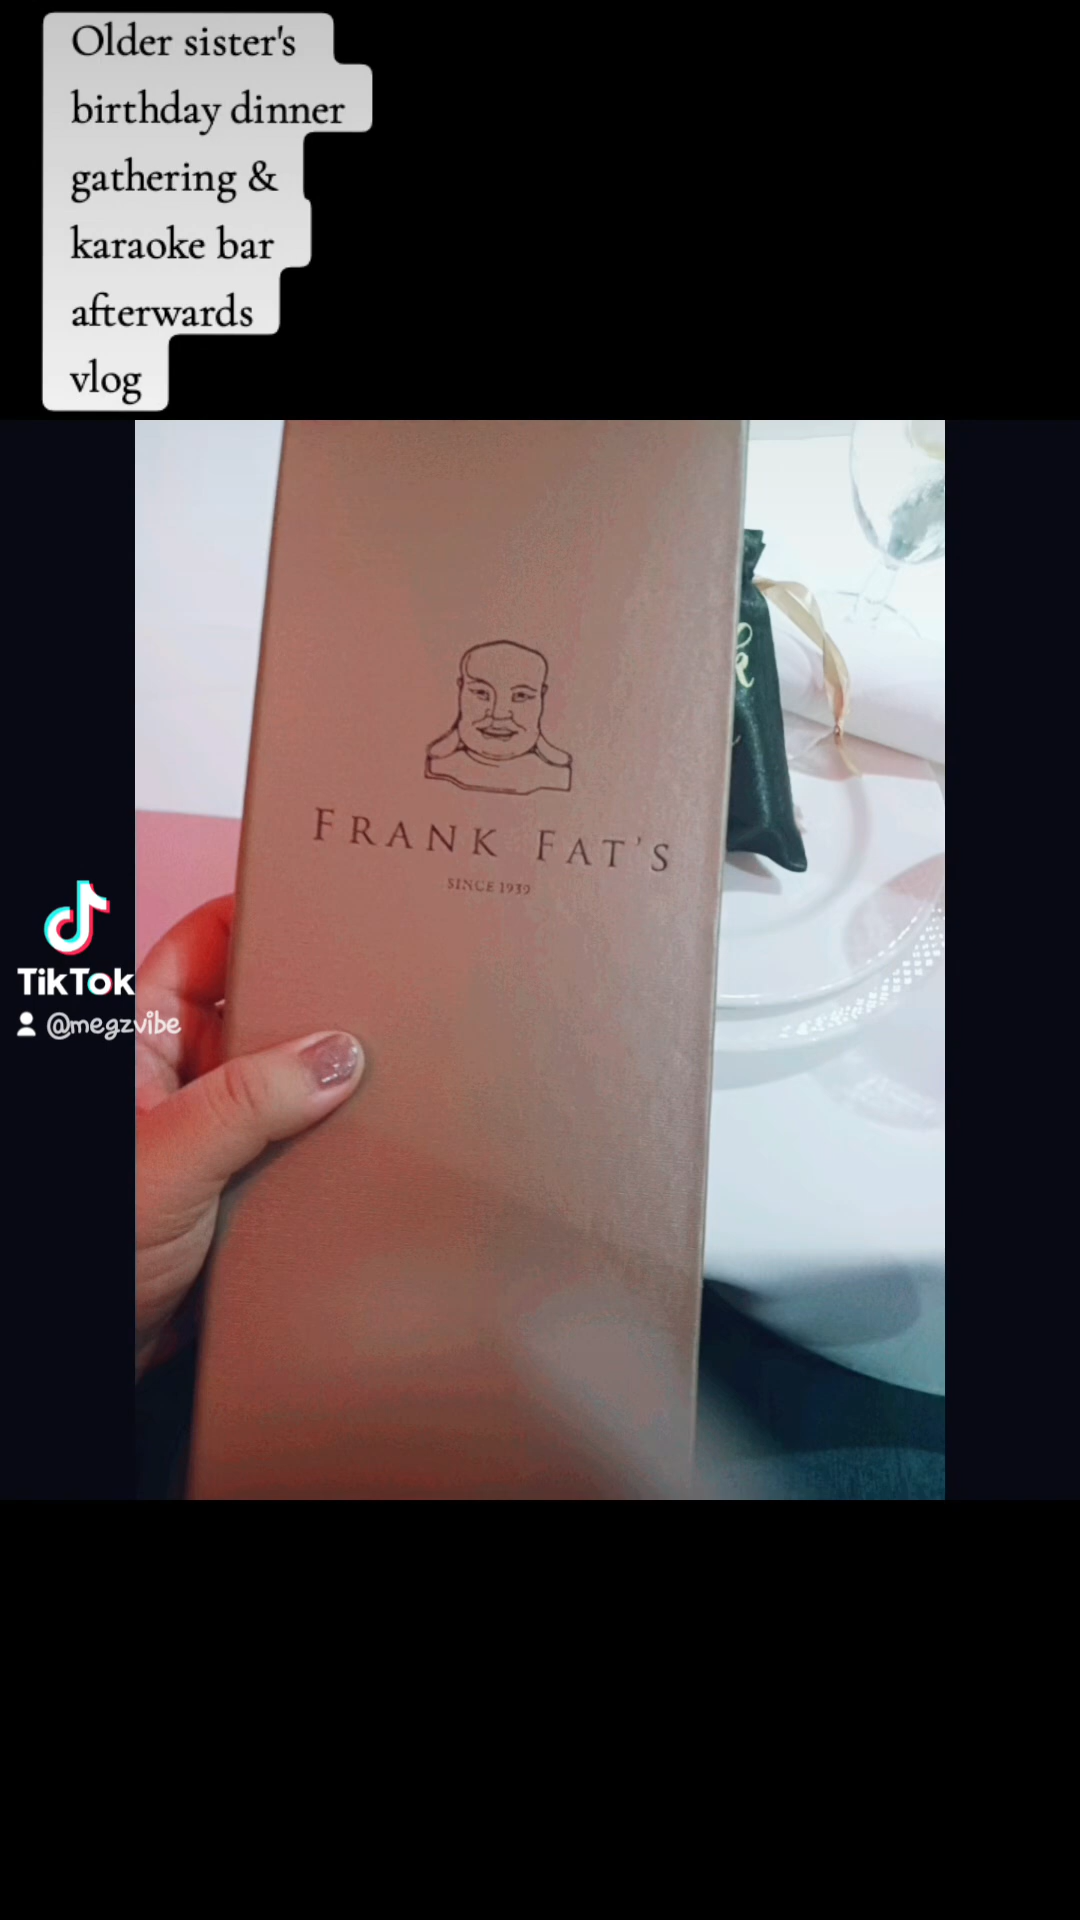 Older sister's
birthday dinner
gathering &
karaoke bar
afterwards
vlog
FRANK FAT'S
SINCE 1939
TikTok
@megzvibe